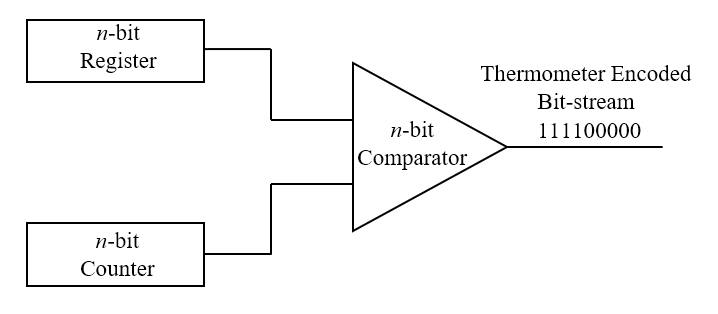 n-bit
Register
Thermometer Encoded
Bit-stream
111100000
n-bit
Comparator
n-bit
Counter